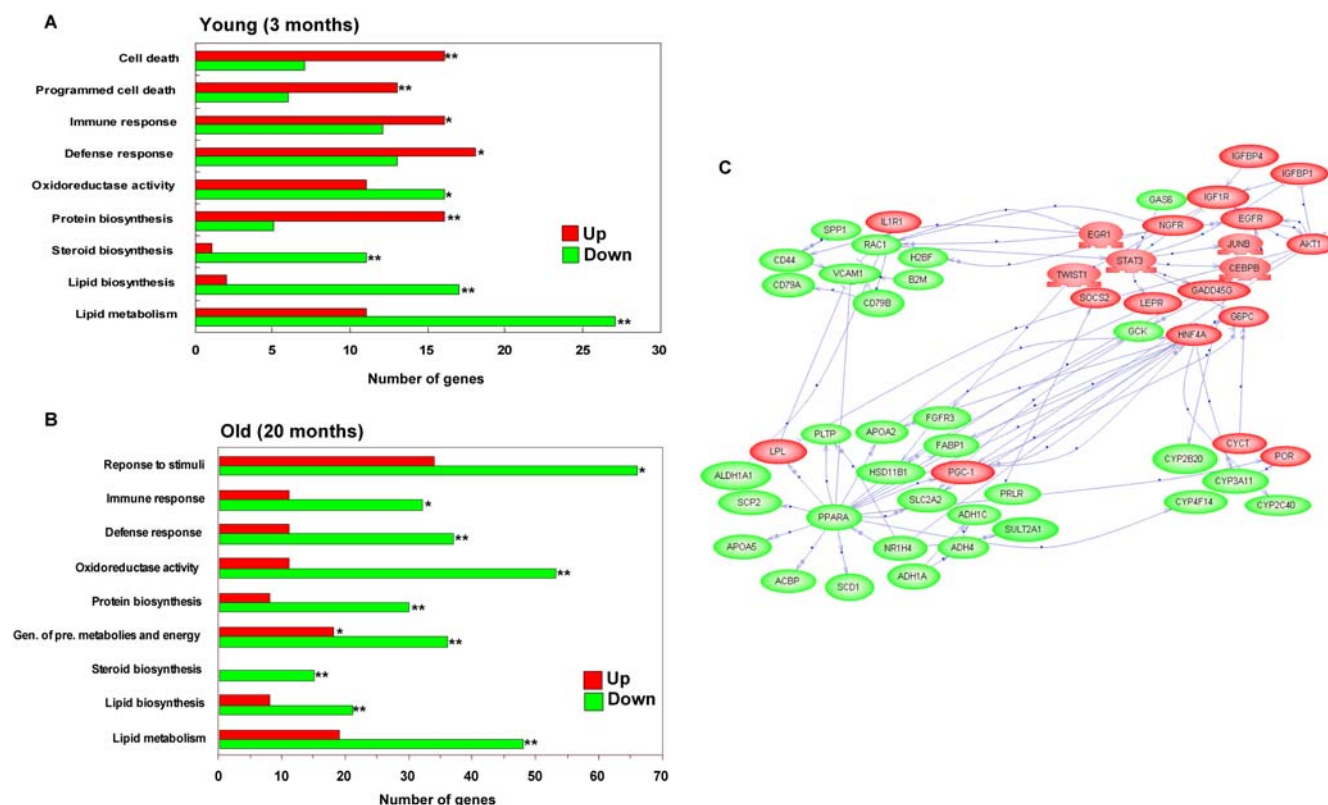 A
Young (3 months)
Cell death
**
Programmed cell death
**
Immune response
*
Defense response
*
Oxidoreductase activity
*
Protein biosynthesis
**
Steroid biosynthesis
**
Lipid biosynthesis
**
Lipid metabolism
**
Up
Down
0 5 10 15 20 25 30
Number of genes
B
Old (20 months)
Reponse to stimuli
*
Immune response
*
Defense response
**
Oxidoreductase activity
**
Protein biosynthesis
**
Gen. of pre. metabolies and energy
*
**
Steroid biosynthesis
**
Lipid biosynthesis
**
Lipid metabolism
**
Up
Down
0 10 20 30 40 50 60 70
Number of genes
C
IGFBP4
IGFBP1
GAS6
IGF1R
IL1R1
NGFR
EGFR
SPP1
EGR1
RAC1
JUNB
AKT1
CD44
H2BF
STAT3
VCAM1
TWIST1
CEBPB
CD79A
B2M
CD79B
SOCS2
LEPR
GADD45G
G6PC
GCK
HNF4A
FGFR3
PLTP
APOA2
LPL
FABP1
CYCT
POR
ALDH1A1
HSD11B1
PGC-1
CYP2B20
CYP3A11
SCP2
SLC2A2
PRLR
CYP4F14
CYP2C40
PPARA
ADH1C
SULT2A1
APOA5
NR1H4
ADH4
ACBP
SCD1
ADH1A